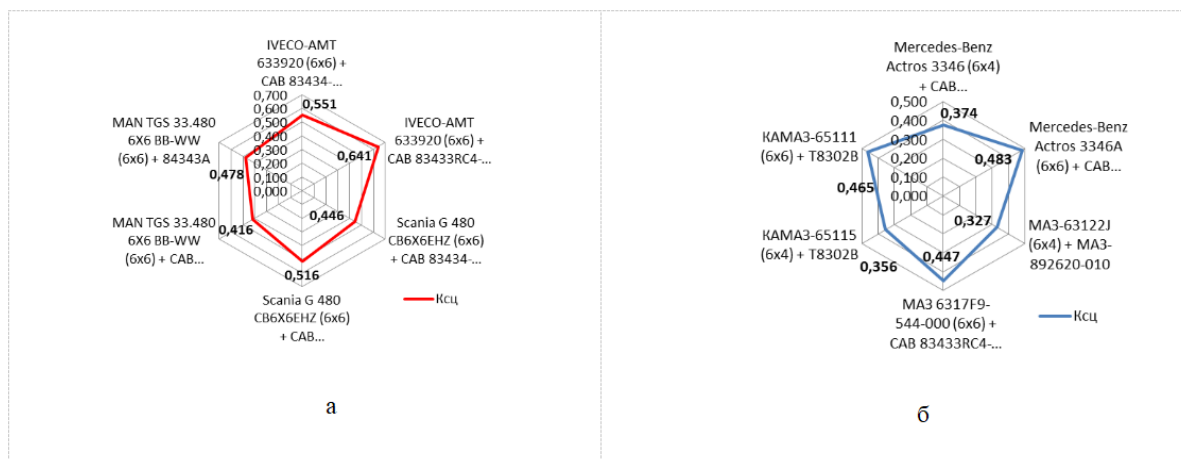 IVECO-AMT
633920 (6x6) +
САВ 83434-...
0,700
0,600
0,500
0,400
0,300
0,200
0,100
0,000
0,551
IVECO-AMT
633920 (6x6) +
САВ 83433RC4-...
0,641
Scania G 480
CB6X6EHZ (6x6)
+ САВ 83434-...
0,446
Scania G 480
CB6X6EHZ (6x6)
+ САВ...
0,516
MAN TGS 33.480
6X6 BB-WW
(6x6) + САВ...
0,416
MAN TGS 33.480
6X6 BB-WW
(6x6) + 84343А
0,478
Ксц
а
Mercedes-Benz
Actros 3346 (6x4)
+ САВ...
0,500
0,400
0,300
0,200
0,100
0,000
0,374
Mercedes-Benz
Actros 3346A
(6x6) + САВ...
0,483
МАЗ-63122J
(6x4) + МАЗ-
892620-010
0,327
МАЗ 6317F9-
544-000 (6x6) +
САВ 83433RC4-...
0,447
КАМАЗ-65115
(6x4) + Т8302В
0,356
КАМАЗ-65111
(6x6) + Т8302В
0,465
Ксц
б